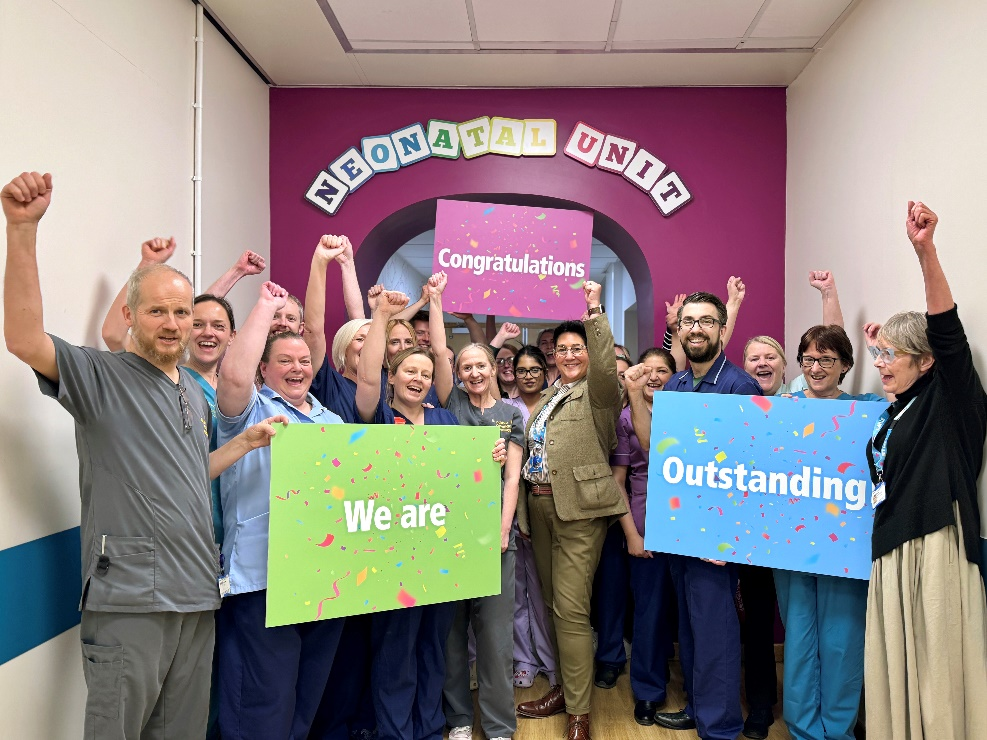 NEONATAL UNIT
Congratulations
We are
Outstanding